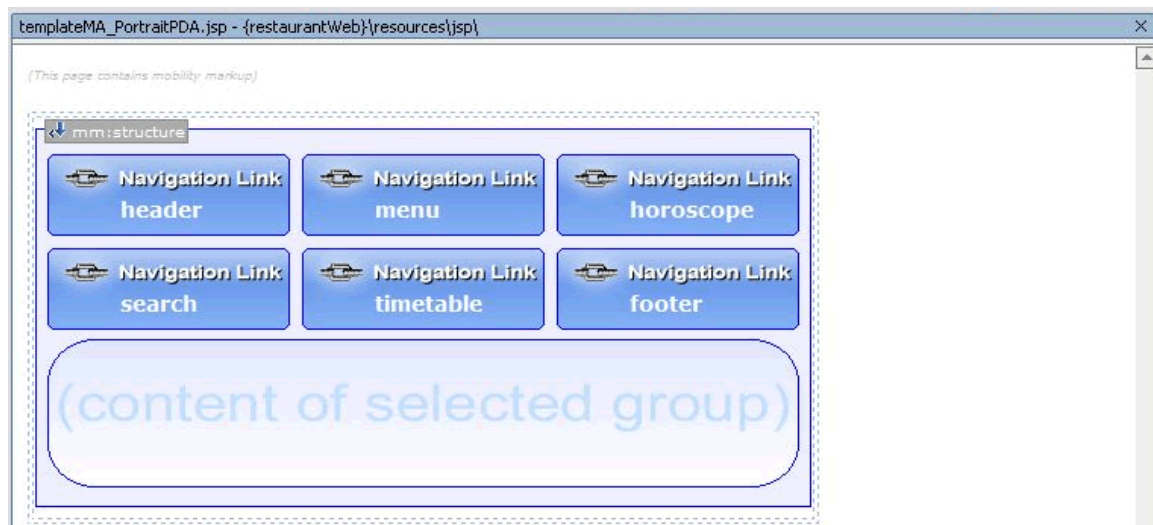 templateMA_PortraitPDA.jsp - {restaurantWeb}\resources\jsp\
(This page contains mobility markup)
mm:structure
Navigation Link Navigation Link Navigation Link
header menu horoscope
Navigation Link Navigation Link Navigation Link
search timetable footer
(content of selected group)